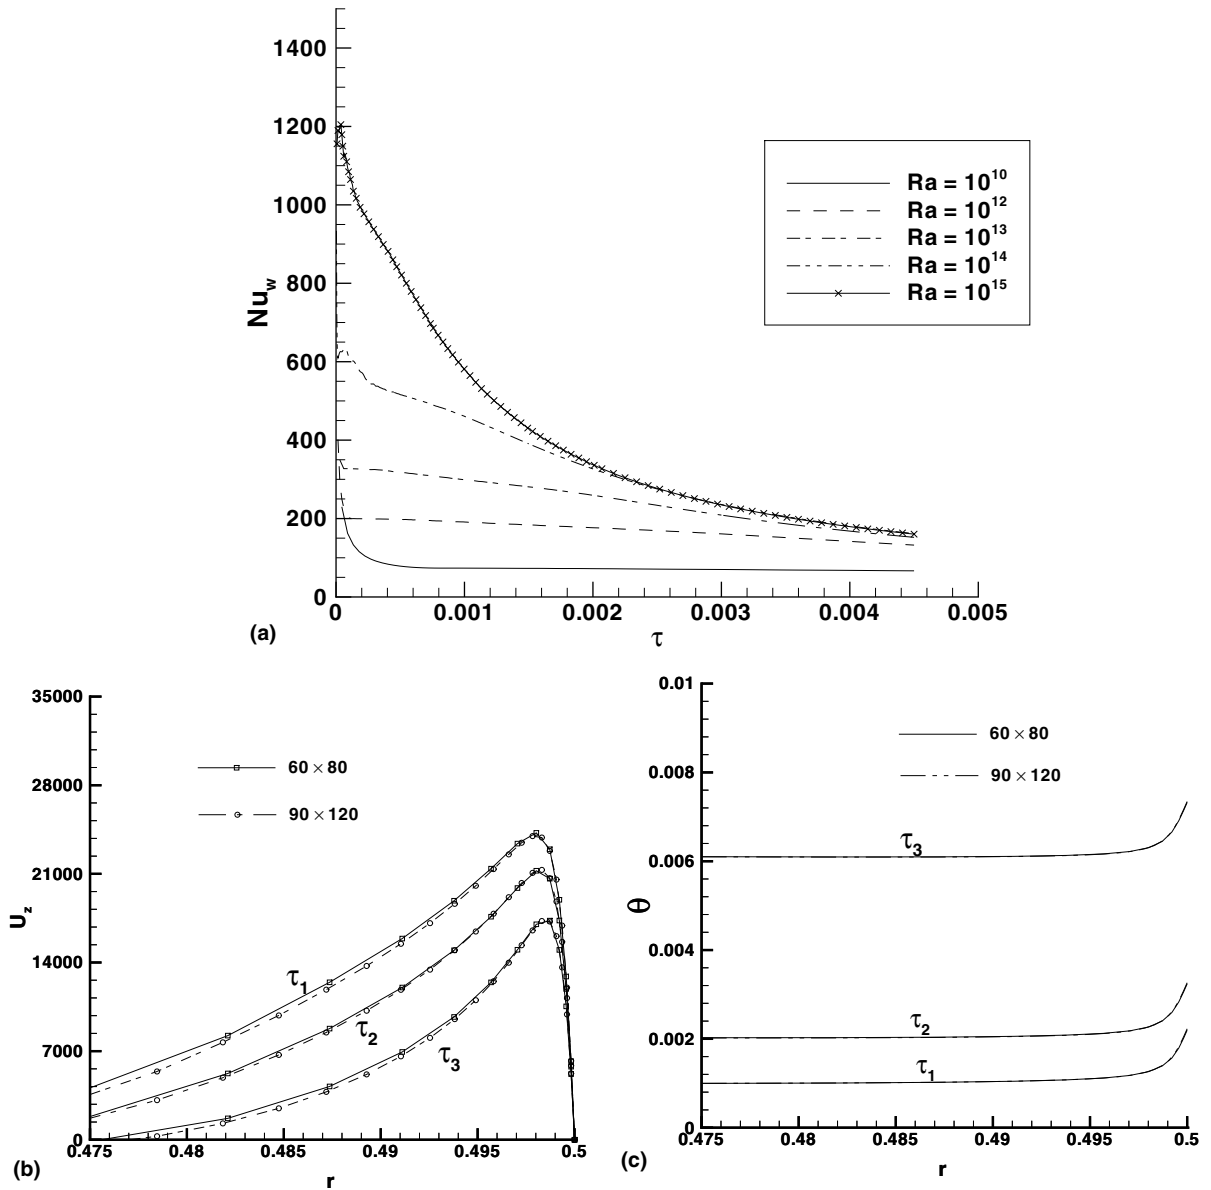 1400
1200
1000
800
600
400
200
0
Nu_w
0 0.001 0.002 0.003 0.004 0.005
τ
Ra = 10^10
Ra = 10^12
Ra = 10^13
Ra = 10^14
Ra = 10^15
(a)
35000
28000
21000
14000
7000
0
U_z
60 × 80
90 × 120
τ_1
τ_2
τ_3
0.475 0.48 0.485 0.49 0.495 0.5
r
(b)
0.01
0.008
0.006
0.004
0.002
0
θ
60 × 80
90 × 120
τ_3
τ_2
τ_1
0.475 0.48 0.485 0.49 0.495 0.5
r
(c)